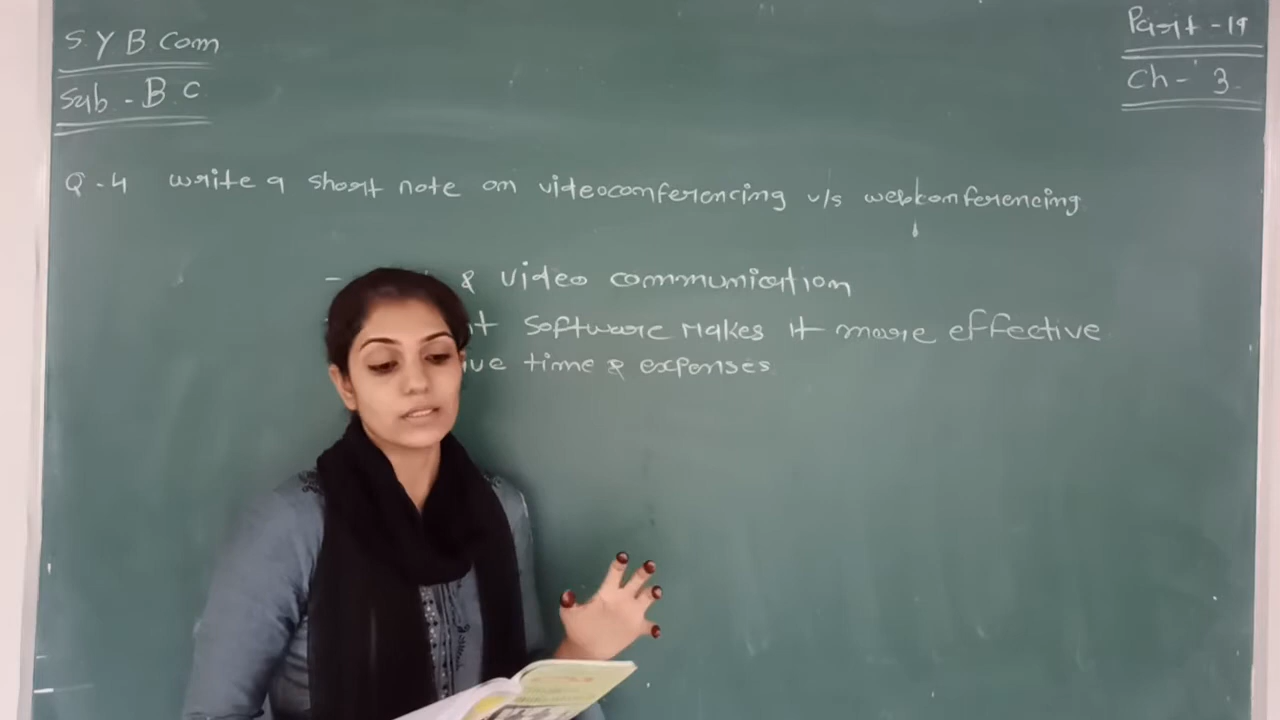 S Y B Com
Sub - B C
Part - 19
Ch - 3
Q - 4 write a short note on videoconferencing v/s webconferencing
- & video communication
software Makes it more effective
time & expenses